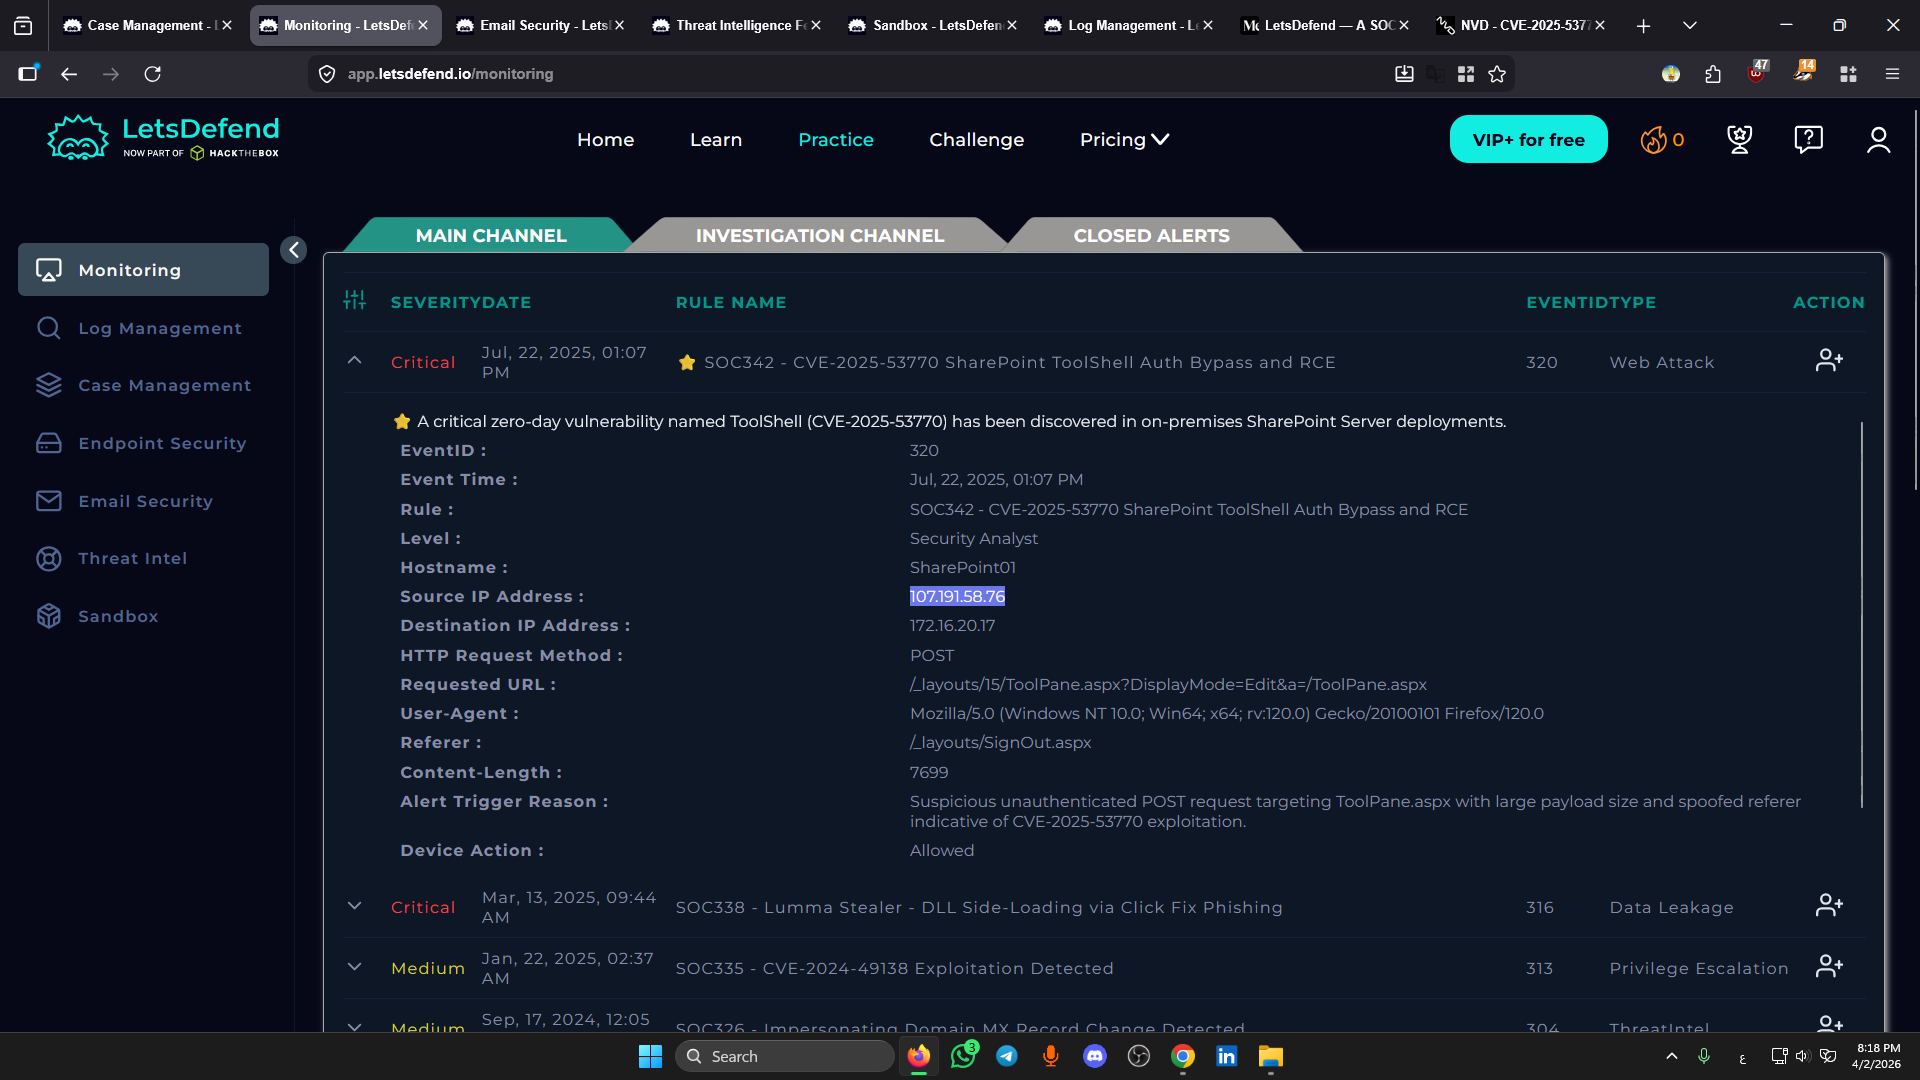 Case Management - L
Monitoring - LetsDef
Email Security - LetsD
Threat Intelligence Fe
Sandbox - LetsDefen
Log Management - Le
LetsDefend — A SOC
NVD - CVE-2025-5377
app.letsdefend.io/monitoring
47
14
LetsDefend
NOW PART OF HACKTHEBOX
Home
Learn
Practice
Challenge
Pricing
VIP+ for free
0
Monitoring
Log Management
Case Management
Endpoint Security
Email Security
Threat Intel
Sandbox
MAIN CHANNEL
INVESTIGATION CHANNEL
CLOSED ALERTS
SEVERITY DATE RULE NAME EVENTID TYPE ACTION
Critical Jul, 22, 2025, 01:07 PM SOC342 - CVE-2025-53770 SharePoint ToolShell Auth Bypass and RCE 320 Web Attack
A critical zero-day vulnerability named ToolShell (CVE-2025-53770) has been discovered in on-premises SharePoint Server deployments.
EventID : 320
Event Time : Jul, 22, 2025, 01:07 PM
Rule : SOC342 - CVE-2025-53770 SharePoint ToolShell Auth Bypass and RCE
Level : Security Analyst
Hostname : SharePoint01
Source IP Address : 107.191.58.76
Destination IP Address : 172.16.20.17
HTTP Request Method : POST
Requested URL : /_layouts/15/ToolPane.aspx?DisplayMode=Edit&a=/ToolPane.aspx
User-Agent : Mozilla/5.0 (Windows NT 10.0; Win64; x64; rv:120.0) Gecko/20100101 Firefox/120.0
Referer : /_layouts/SignOut.aspx
Content-Length : 7699
Alert Trigger Reason : Suspicious unauthenticated POST request targeting ToolPane.aspx with large payload size and spoofed referer
indicative of CVE-2025-53770 exploitation.
Device Action : Allowed
Critical Mar, 13, 2025, 09:44 AM SOC338 - Lumma Stealer - DLL Side-Loading via Click Fix Phishing 316 Data Leakage
Medium Jan, 22, 2025, 02:37 AM SOC335 - CVE-2024-49138 Exploitation Detected 313 Privilege Escalation
Medium Sep, 17, 2024, 12:05 SOC326 - Impersonating Domain MX Record Change Detected 304 ThreatIntel
Search
3
ع
8:18 PM
4/2/2026